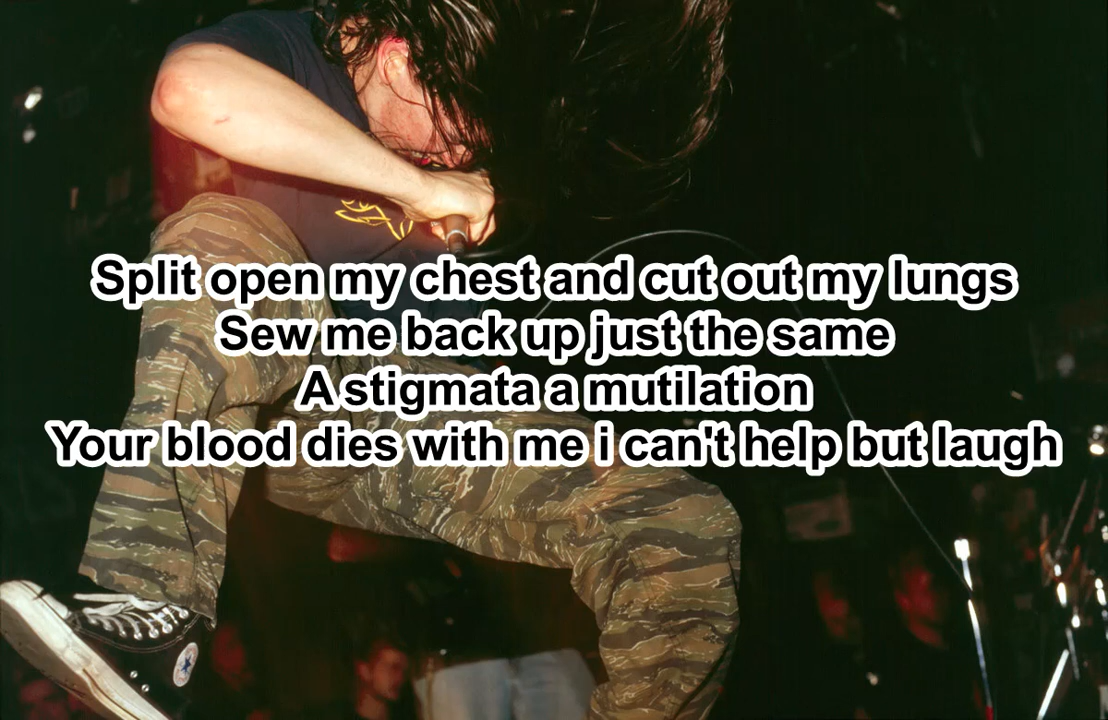 Split open my chest and cut out my lungs
Sew me back up just the same
A stigmata a mutilation
Your blood dies with me i can't help but laugh